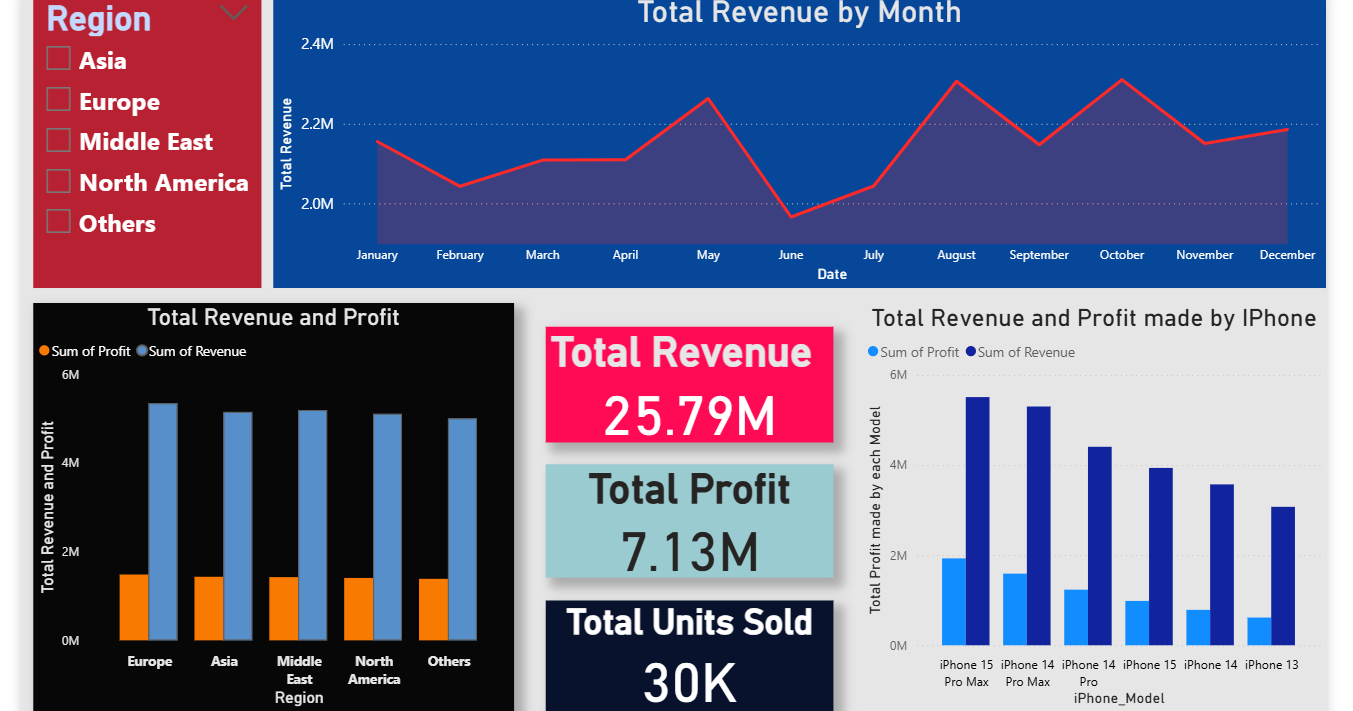 Region
Asia
Europe
Middle East
North America
Others
Total Revenue by Month
2.4M
2.2M
2.0M
Total Revenue
January February March April May June July August September October November December
Date
Total Revenue and Profit
Sum of Profit Sum of Revenue
6M
4M
2M
0M
Total Revenue and Profit
Europe Asia Middle East North America Others
Region
Total Revenue
25.79M
Total Profit
7.13M
Total Units Sold
30K
Total Revenue and Profit made by IPhone
Sum of Profit Sum of Revenue
6M
4M
2M
0M
Total Profit made by each Model
iPhone 15 Pro Max iPhone 14 Pro Max iPhone 14 Pro iPhone 15 iPhone 14 iPhone 13
iPhone_Model